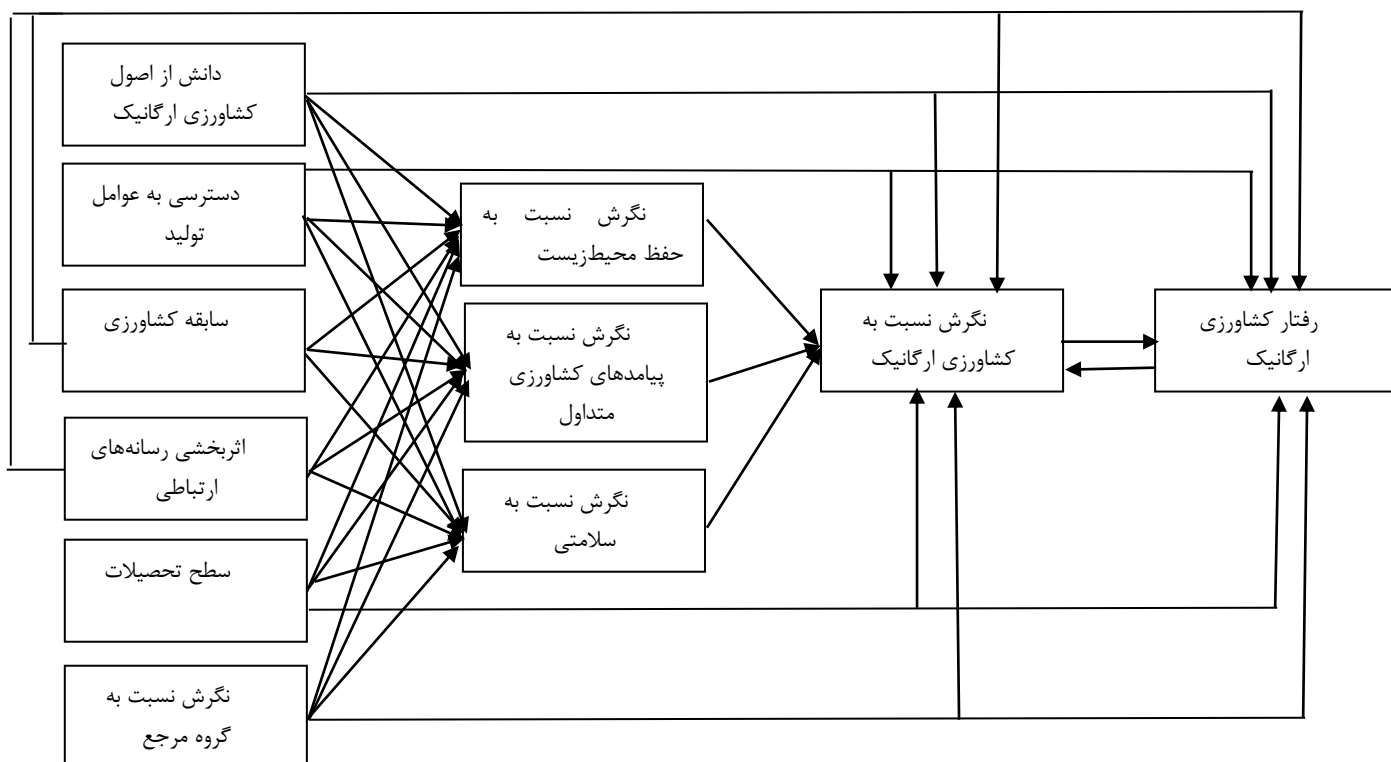 دانش از اصول
کشاورزی ارگانیک
دسترسی به عوامل
تولید
سابقه کشاورزی
اثربخشی رسانه‌های
ارتباطی
سطح تحصیلات
نگرش نسبت به
گروه مرجع
نگرش نسبت به
حفظ محیط‌زیست
نگرش نسبت به
پیامدهای کشاورزی
متداول
نگرش نسبت به
سلامتی
نگرش نسبت به
کشاورزی ارگانیک
رفتار کشاورزی
ارگانیک